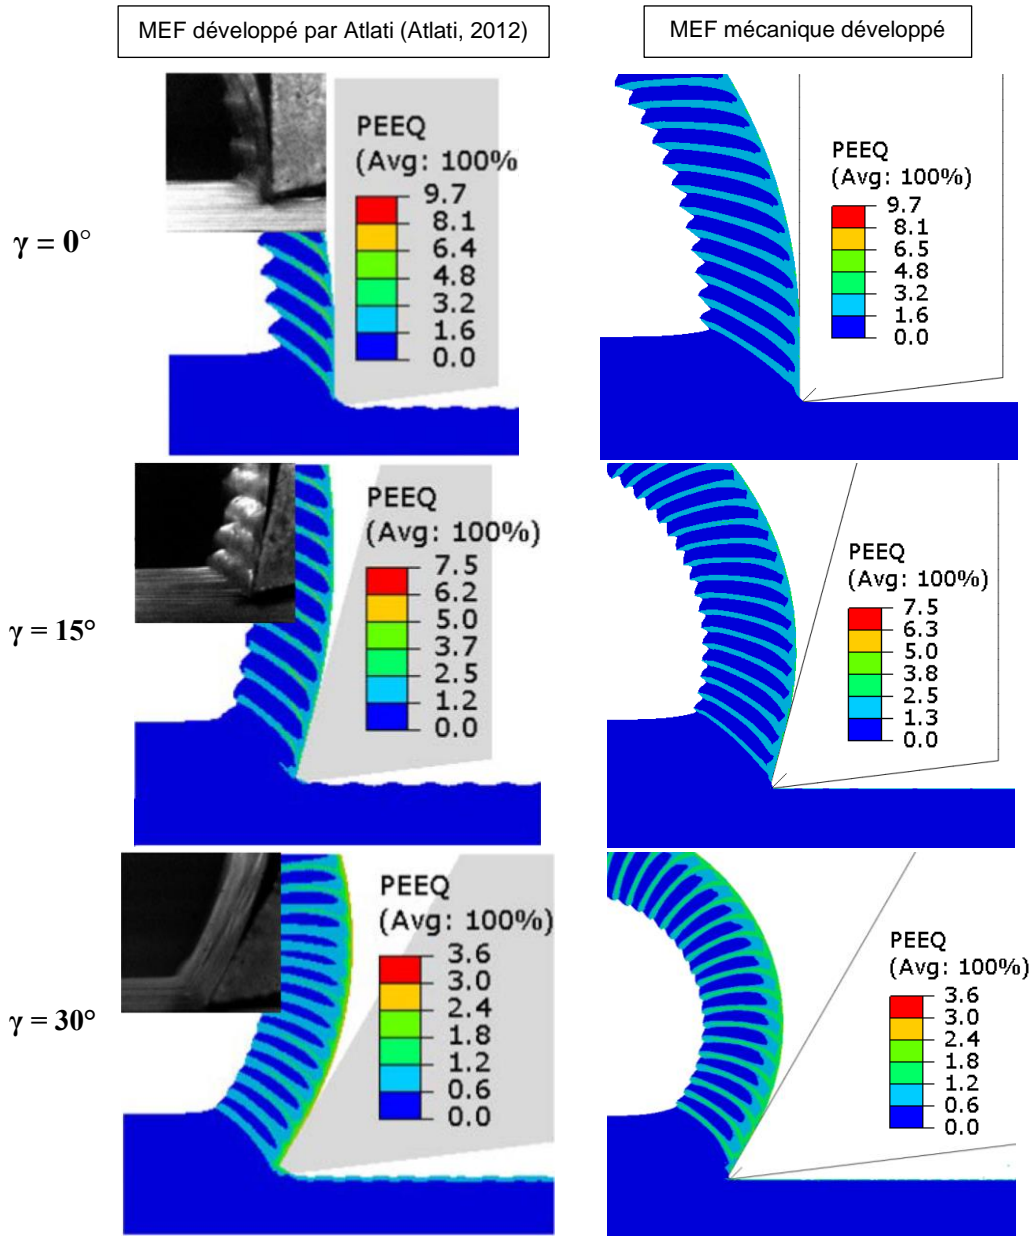 MEF développé par Atlati (Atlati, 2012)
MEF mécanique développé
γ = 0°
PEEQ
(Avg: 100%
9.7
8.1
6.4
4.8
3.2
1.6
0.0
PEEQ
(Avg: 100%)
9.7
8.1
6.5
4.8
3.2
1.6
0.0
γ = 15°
PEEQ
(Avg: 100%)
7.5
6.2
5.0
3.7
2.5
1.2
0.0
PEEQ
(Avg: 100%)
7.5
6.3
5.0
3.8
2.5
1.3
0.0
γ = 30°
PEEQ
(Avg: 100%)
3.6
3.0
2.4
1.8
1.2
0.6
0.0
PEEQ
(Avg: 100%)
3.6
3.0
2.4
1.8
1.2
0.6
0.0